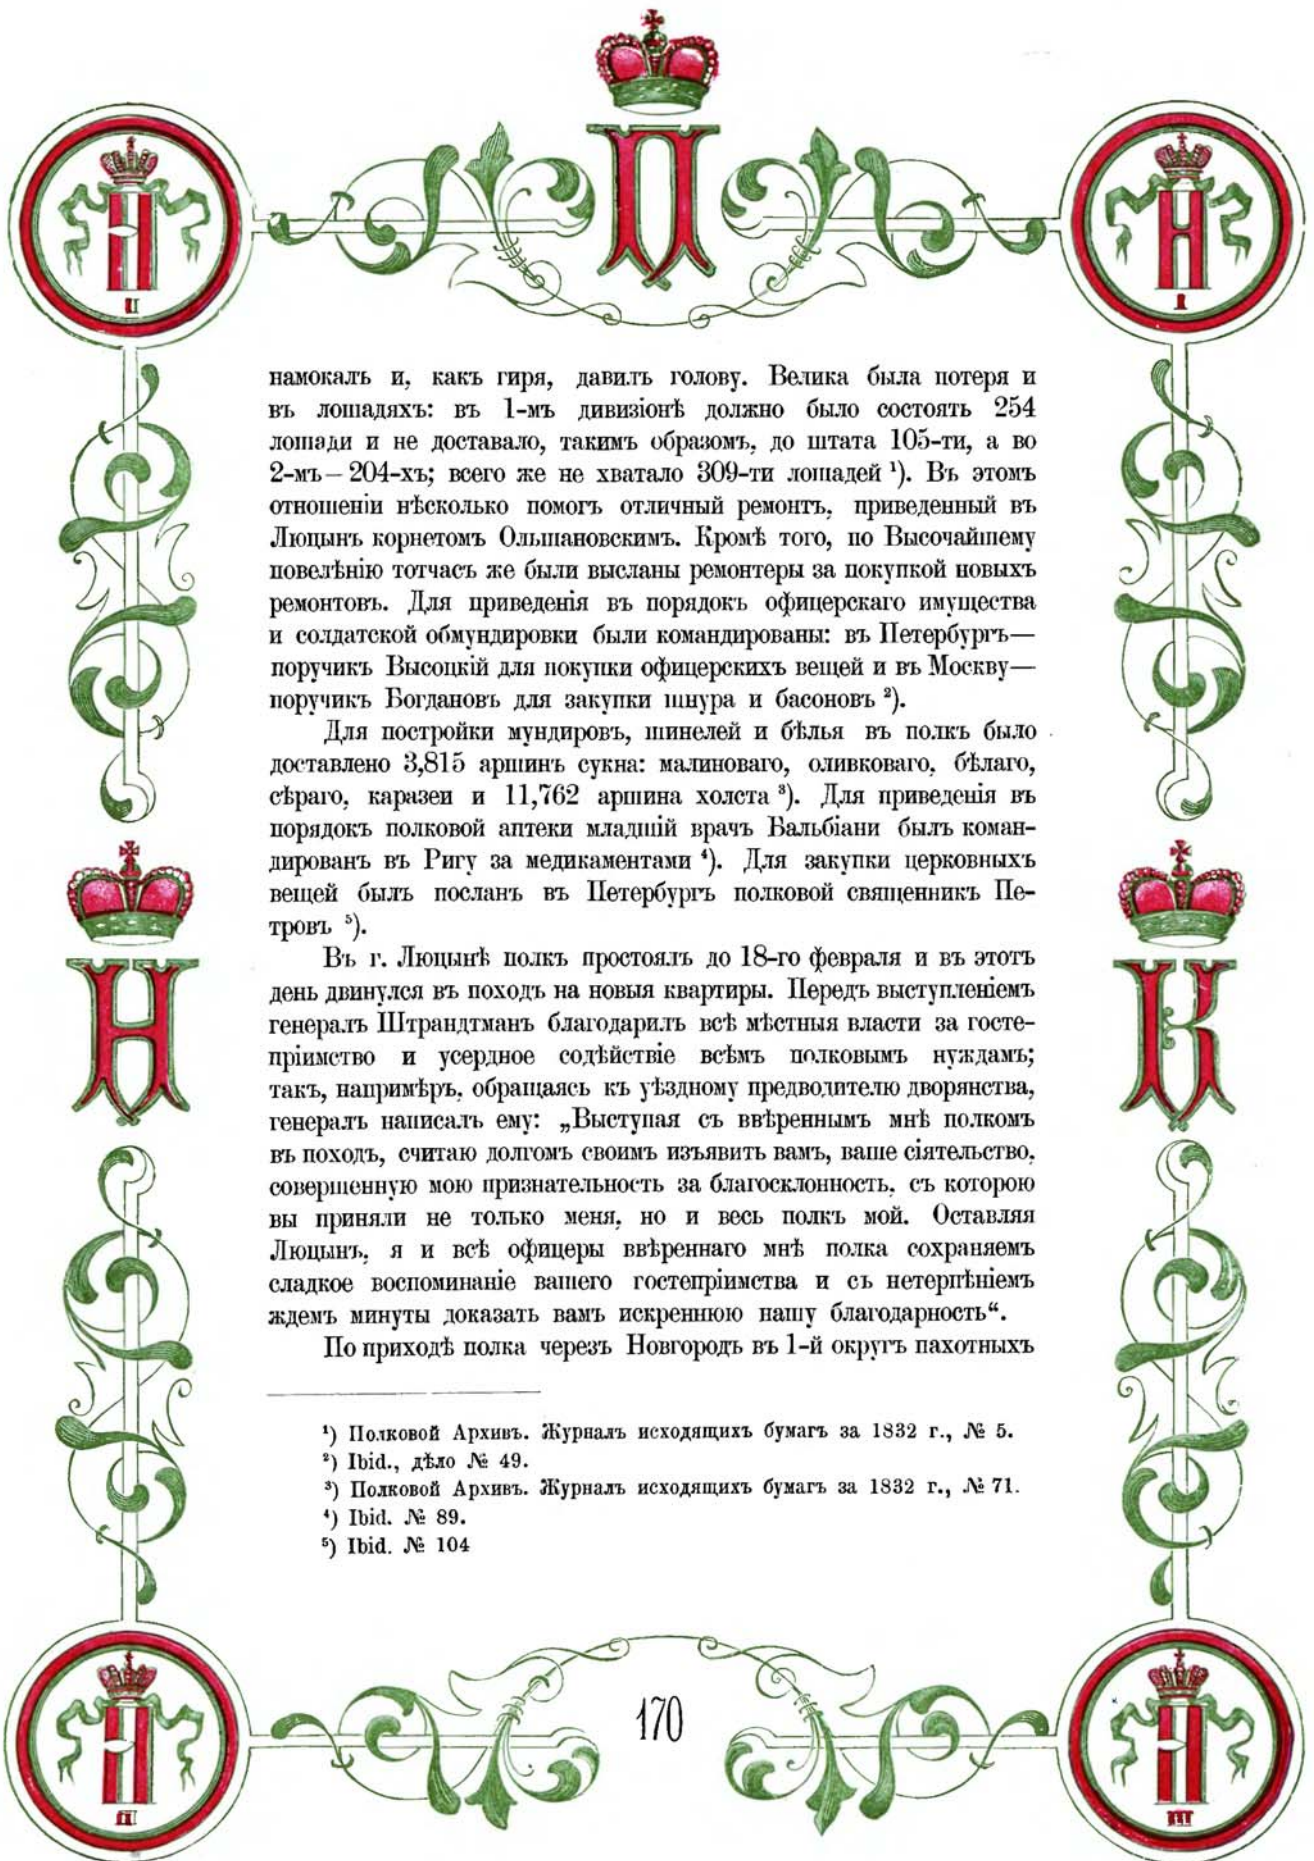 П
Н
II
Н
I
намокалъ и, какъ гиря, давилъ голову. Велика была потеря и
въ лошадяхъ: въ 1-мъ дивизіонѣ должно было состоять 254
лошади и не доставало, такимъ образомъ, до штата 105-ти, а во
2-мъ— 204-хъ; всего же не хватало 309-ти лошадей ¹). Въ этомъ
отношеніи нѣсколько помогъ отличный ремонтъ, приведенный въ
Люцынъ корнетомъ Ольшановскимъ. Кромѣ того, по Высочайшему
повелѣнію тотчасъ же были высланы ремонтеры за покупкой новыхъ
ремонтовъ. Для приведенія въ порядокъ офицерскаго имущества
и солдатской обмундировки были командированы: въ Петербургъ—
поручикъ Высоцкій для покупки офицерскихъ вещей и въ Москву—
поручикъ Богдановъ для закупки шнура и басоновъ ²).
Для постройки мундировъ, шинелей и бѣлья въ полкъ было
доставлено 3,815 аршинъ сукна: малиноваго, оливковаго, бѣлаго,
сѣраго, каразеи и 11,762 аршина холста ³). Для приведенія въ
порядокъ полковой аптеки младшій врачъ Вальбіани былъ коман-
дированъ въ Ригу за медикаментами ⁴). Для закупки церковныхъ
вещей былъ посланъ въ Петербургъ полковой священникъ Пе-
тровъ ⁵).
Въ г. Люцынѣ полкъ простоялъ до 18-го февраля и въ этотъ
день двинулся въ походъ на новыя квартиры. Передъ выступленіемъ
генералъ Штрандтманъ благодарилъ всѣ мѣстныя власти за госте-
пріимство и усердное содѣйствіе всѣмъ полковымъ нуждамъ;
такъ, напримѣръ, обращаясь къ уѣздному предводителю дворянства,
генералъ написалъ ему: „Выступая съ ввѣреннымъ мнѣ полкомъ
въ походъ, считаю долгомъ своимъ изъявить вамъ, ваше сіятельство,
совершенную мою признательность за благосклонность, съ которою
вы приняли не только меня, но и весь полкъ мой. Оставляя
Люцынъ, я и всѣ офицеры ввѣреннаго мнѣ полка сохраняемъ
сладкое воспоминаніе вашего гостепріимства и съ нетерпѣніемъ
ждемъ минуты доказать вамъ искреннюю нашу благодарность“.
По приходѣ полка черезъ Новгородъ въ 1-й округъ пахотныхъ
Н
К
¹) Полковой Архивъ. Журналъ исходящихъ бумагъ за 1832 г., № 5.
²) Ibid., дѣло № 49.
³) Полковой Архивъ. Журналъ исходящихъ бумагъ за 1832 г., № 71.
⁴) Ibid. № 89.
⁵) Ibid. № 104
170
III